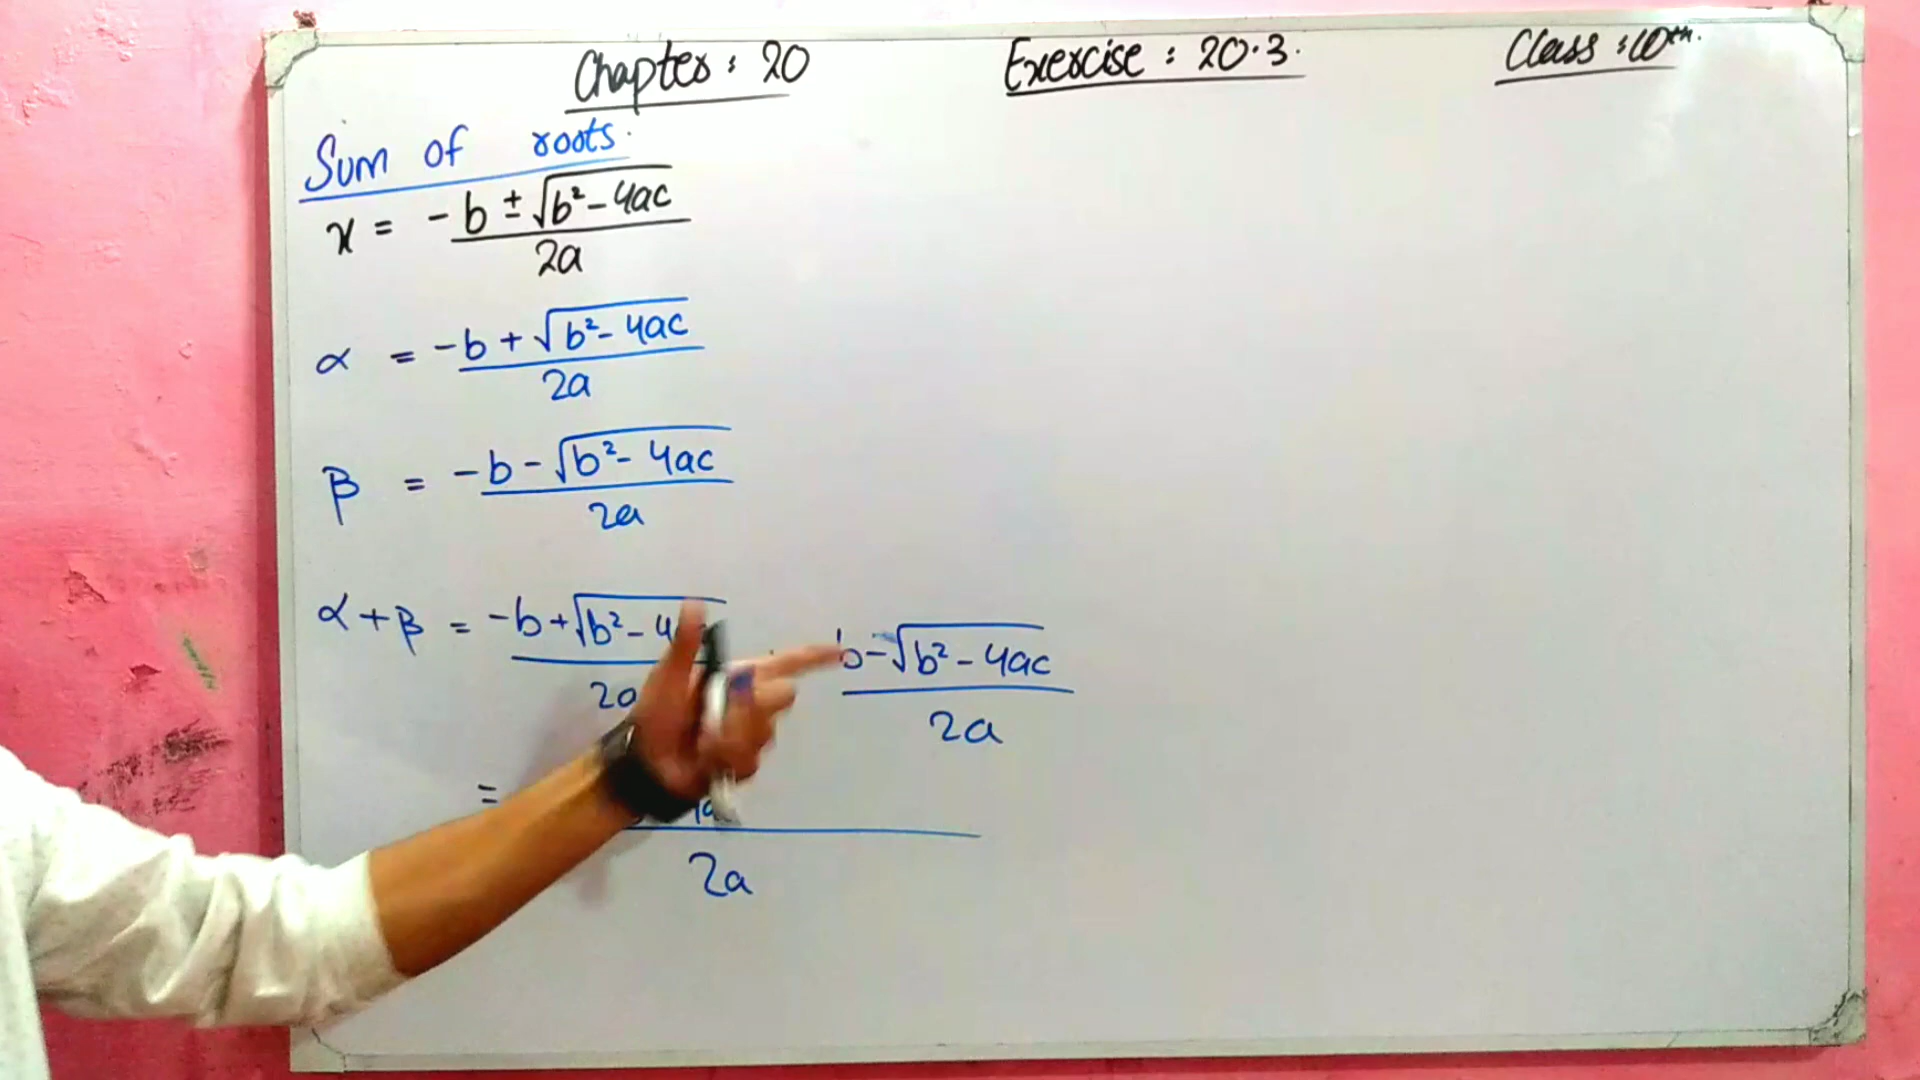 Chapter : 20 Exercise : 20.3. Class : 10th.
Sum of roots.
x = -b ± √b²-4ac
2a
α = -b + √b²-4ac
2a
β = -b - √b²-4ac
2a
α+β = -b+√b²-4 b-√b²-4ac
2a 2a
=
2a